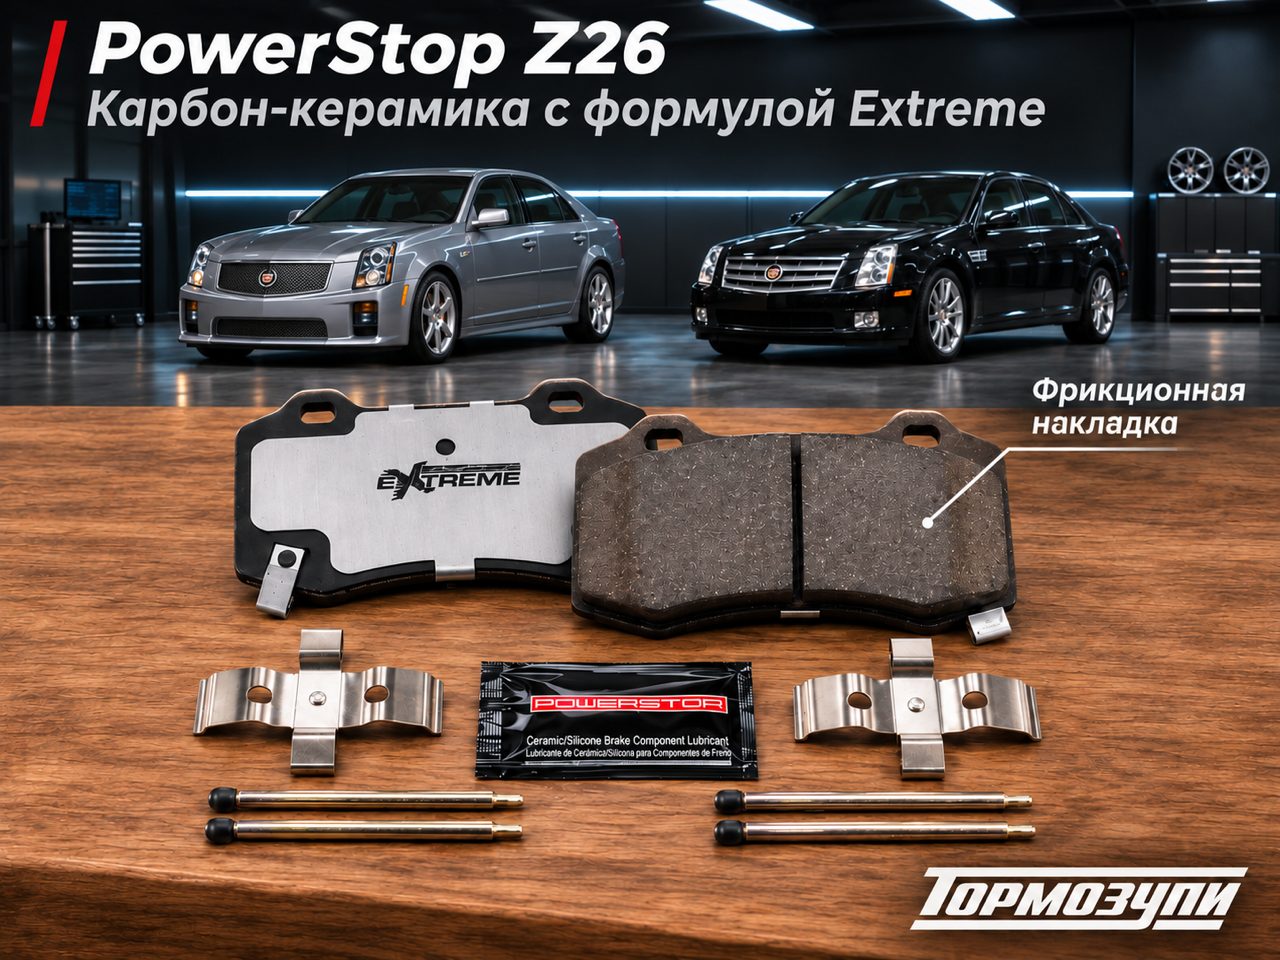 PowerStop Z26
Карбон-керамика с формулой Extreme
Фрикционная
накладка
EXTREME
POWERSTOP
Ceramic/Silicone Brake Component Lubricant
Lubricante de Cerámica/Silicona para Componentes de Freno
ТОРМОЗУПИ